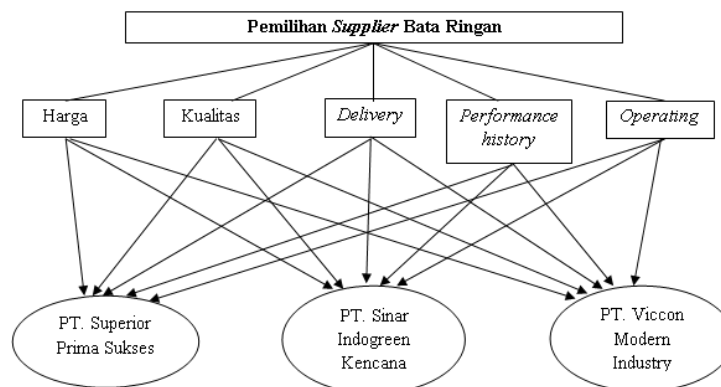 Pemilihan Supplier Bata Ringan
Harga
Kualitas
Delivery
Performance
history
Operating
PT. Superior
Prima Sukses
PT. Sinar
Indogreen
Kencana
PT. Viccon
Modern
Industry